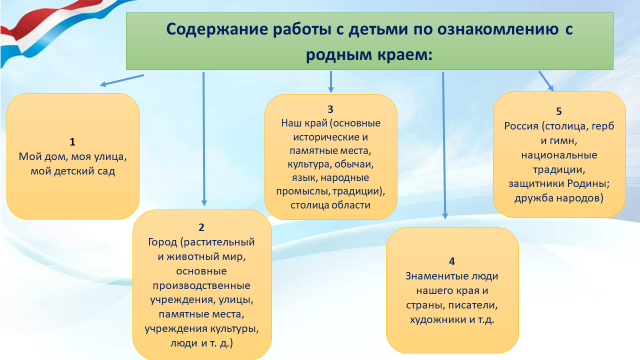 Содержание работы с детьми по ознакомлению с
родным краем:
1
Мой дом, моя улица,
мой детский сад
2
Город (растительный
и животный мир,
основные
производственные
учреждения, улицы,
памятные места,
учреждения культуры,
люди и т. д.)
3
Наш край (основные
исторические и
памятные места,
культура, обычаи,
язык, народные
промыслы, традиции),
столица области
4
Знаменитые люди
нашего края и
страны, писатели,
художники и т.д.
5
Россия (столица, герб
и гимн,
национальные
традиции,
защитники Родины;
дружба народов)